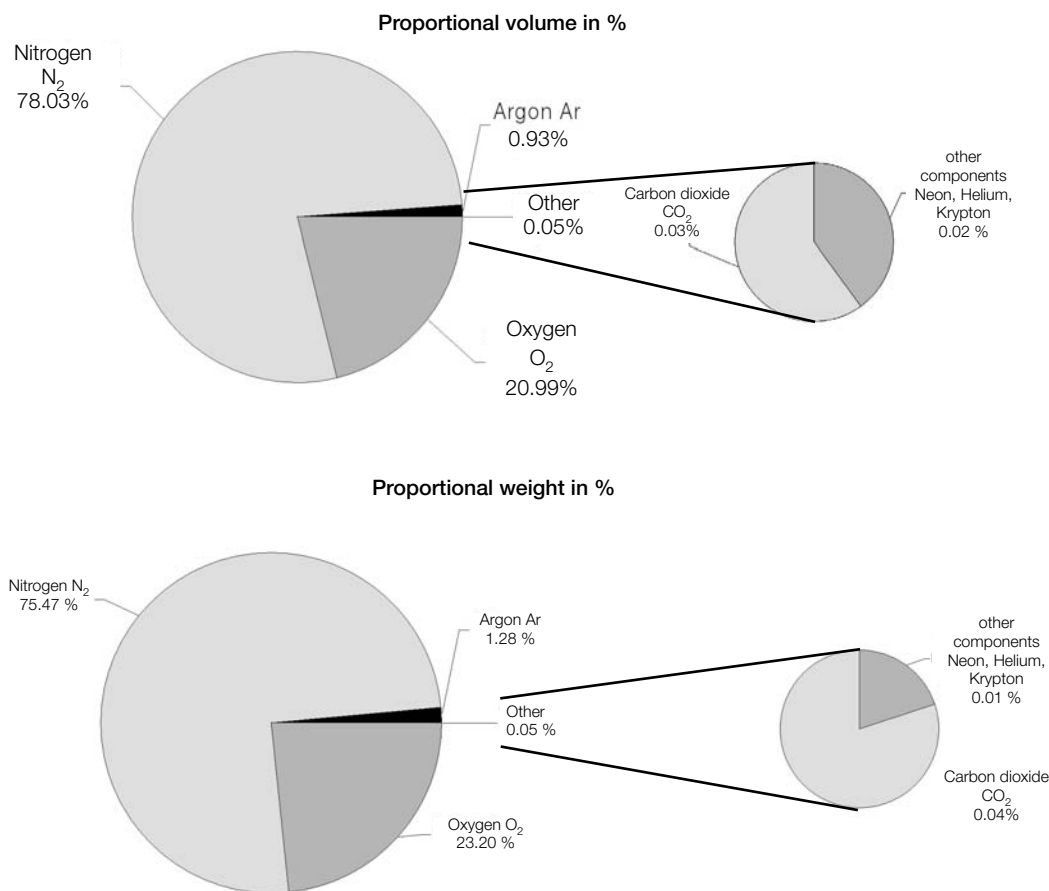 Proportional volume in %
Nitrogen
N₂
78.03%
Argon Ar
0.93%
Other
0.05%
Oxygen
O₂
20.99%
Carbon dioxide
CO₂
0.03%
other
components
Neon, Helium,
Krypton
0.02 %
Proportional weight in %
Nitrogen N₂
75.47 %
Argon Ar
1.28 %
Other
0.05 %
Oxygen O₂
23.20 %
other
components
Neon, Helium,
Krypton
0.01 %
Carbon dioxide
CO₂
0.04%